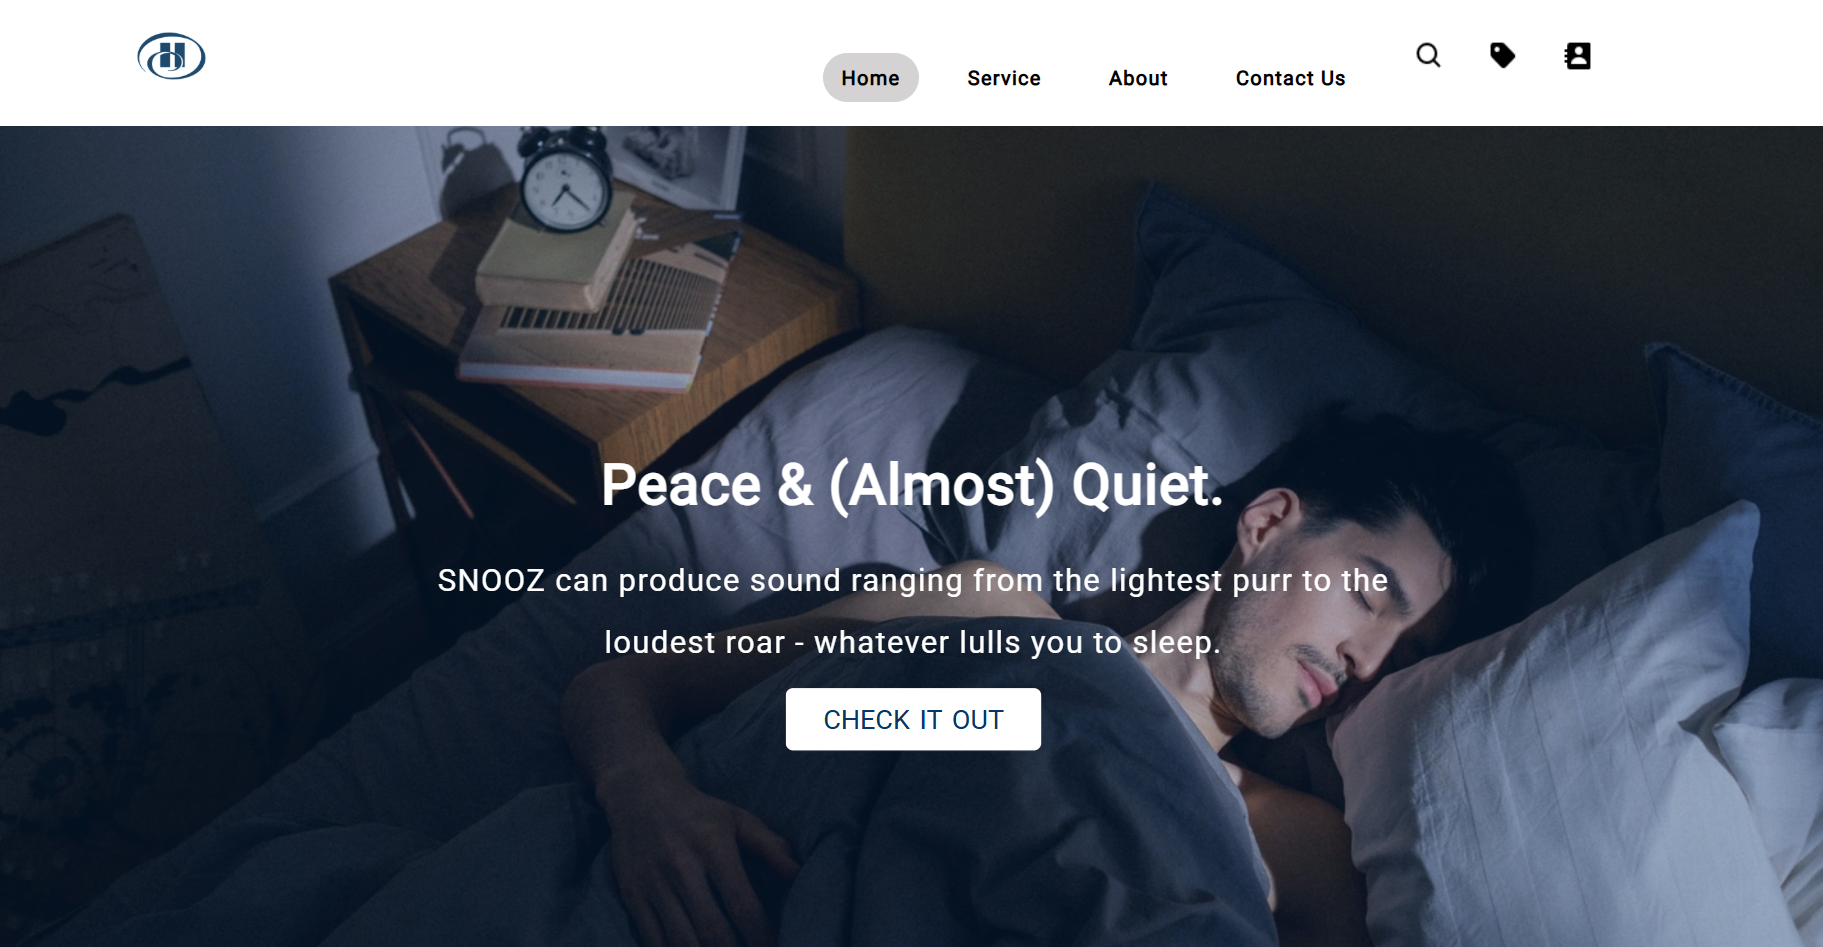 Home Service About Contact Us
Peace & (Almost) Quiet.
SNOOZ can produce sound ranging from the lightest purr to the
loudest roar - whatever lulls you to sleep.
CHECK IT OUT